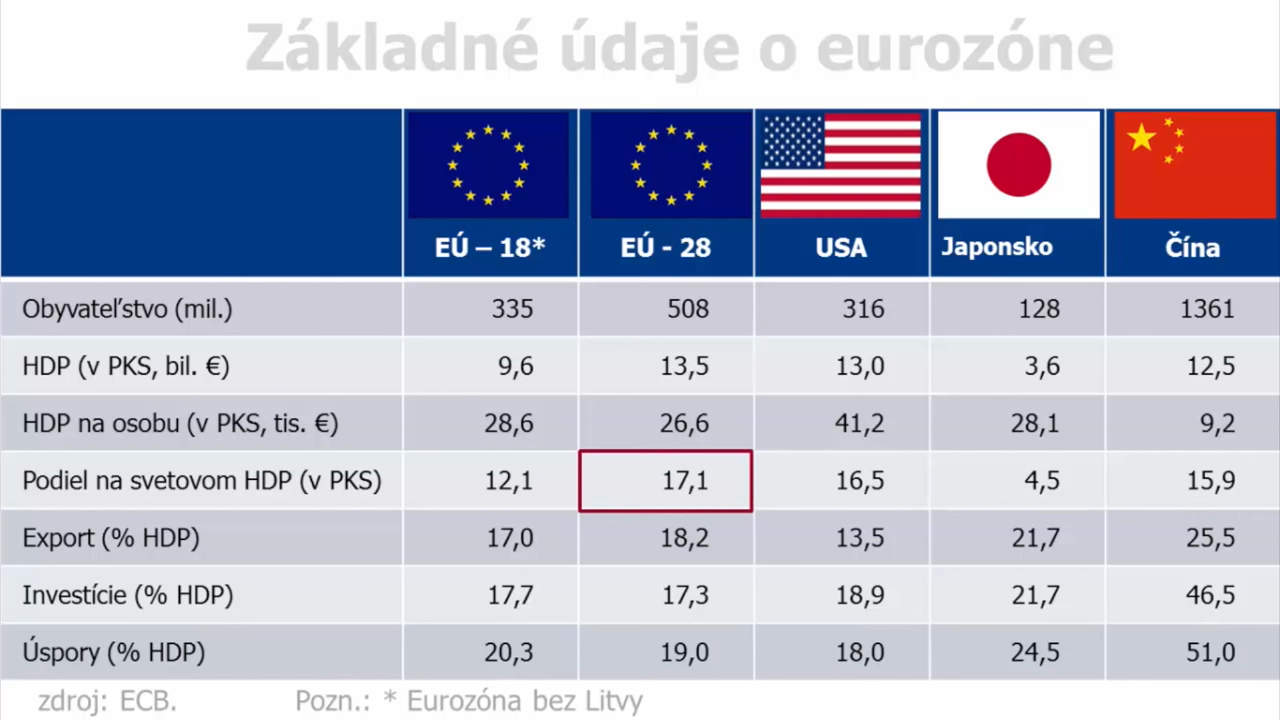 Základné údaje o eurozóne
EÚ – 18* EÚ - 28 USA Japonsko Čína
Obyvateľstvo (mil.) 335 508 316 128 1361
HDP (v PKS, bil. €) 9,6 13,5 13,0 3,6 12,5
HDP na osobu (v PKS, tis. €) 28,6 26,6 41,2 28,1 9,2
Podiel na svetovom HDP (v PKS) 12,1 17,1 16,5 4,5 15,9
Export (% HDP) 17,0 18,2 13,5 21,7 25,5
Investície (% HDP) 17,7 17,3 18,9 21,7 46,5
Úspory (% HDP) 20,3 19,0 18,0 24,5 51,0
zdroj: ECB. Pozn.: * Eurozóna bez Litvy